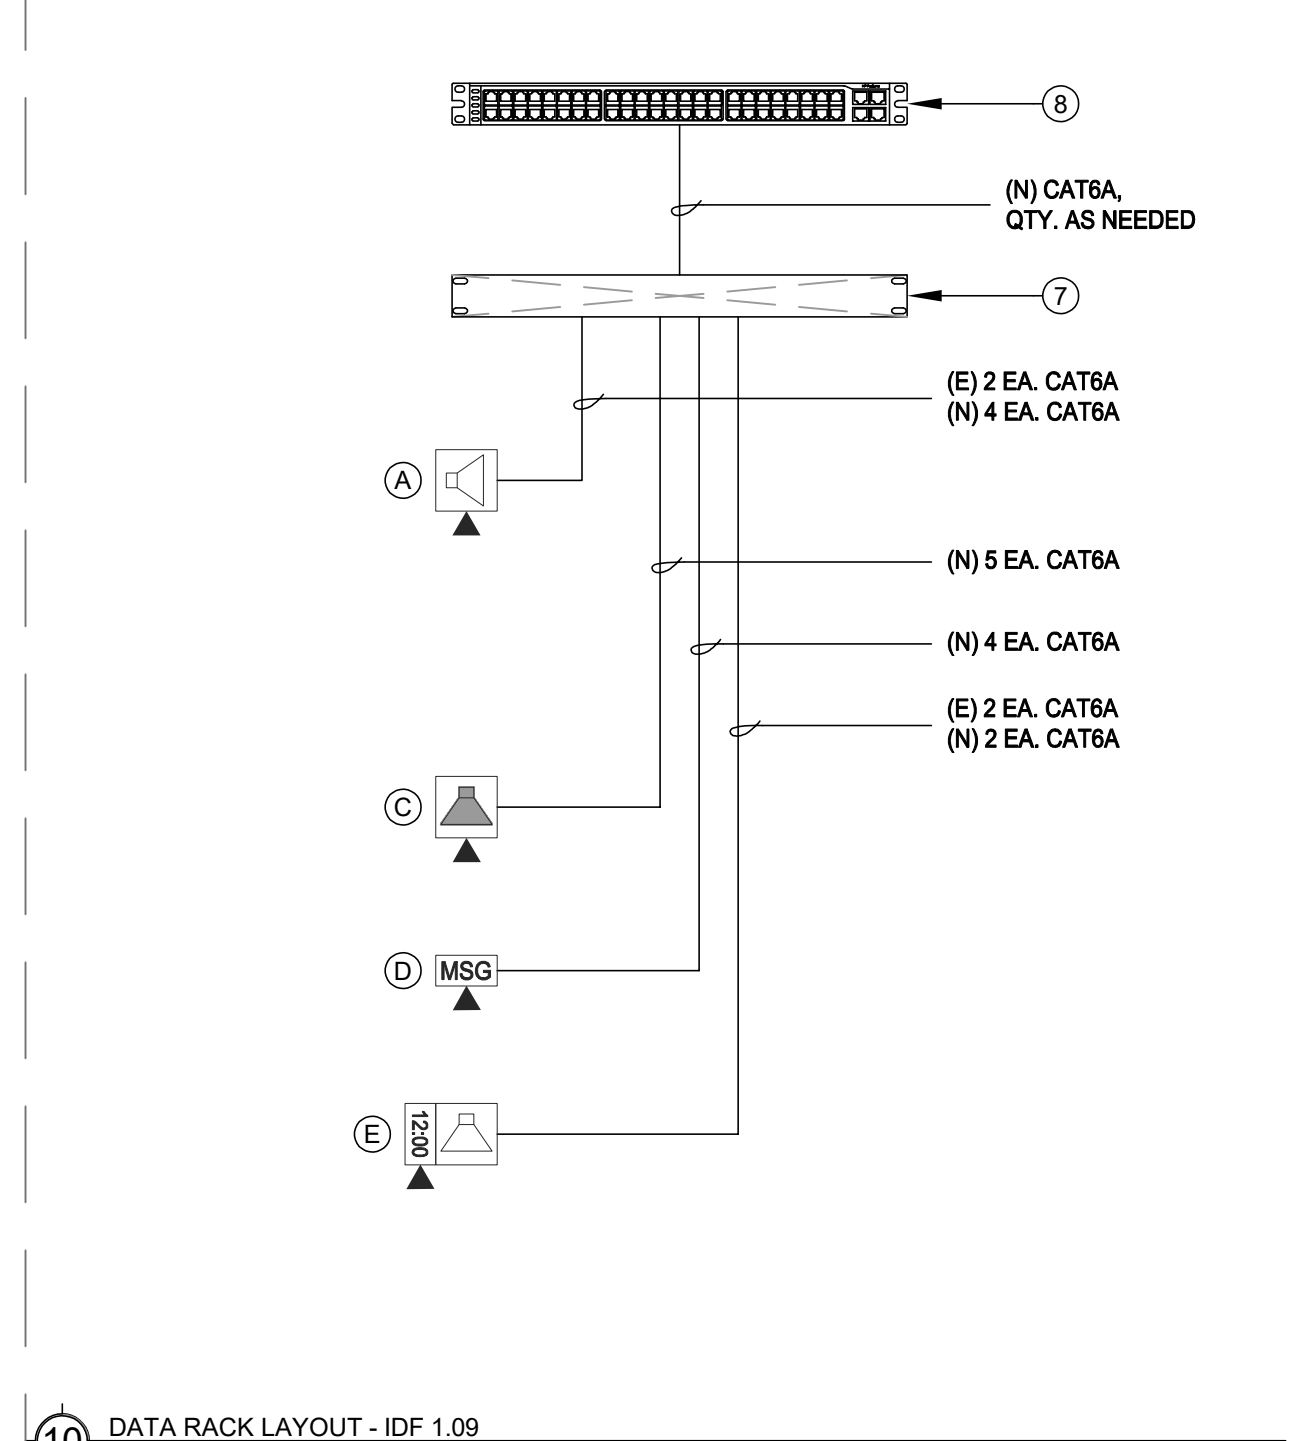 8
(N) CAT6A,
QTY. AS NEEDED
7
(E) 2 EA. CAT6A
(N) 4 EA. CAT6A
A
(N) 5 EA. CAT6A
(N) 4 EA. CAT6A
(E) 2 EA. CAT6A
(N) 2 EA. CAT6A
C
D
MSG
E
12:00
10
DATA RACK LAYOUT - IDF 1.09